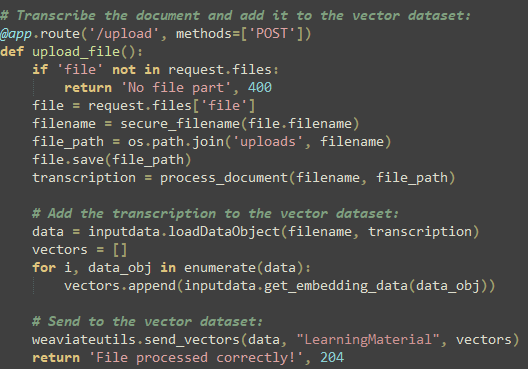 # Transcribe the document and add it to the vector dataset:
@app.route('/upload', methods=['POST'])
def upload_file():
    if 'file' not in request.files:
        return 'No file part', 400
    file = request.files['file']
    filename = secure_filename(file.filename)
    file_path = os.path.join('uploads', filename)
    file.save(file_path)
    transcription = process_document(filename, file_path)

    # Add the transcription to the vector dataset:
    data = inputdata.loadDataObject(filename, transcription)
    vectors = []
    for i, data_obj in enumerate(data):
        vectors.append(inputdata.get_embedding_data(data_obj))

    # Send to the vector dataset:
    weaviateutils.send_vectors(data, "LearningMaterial", vectors)
    return 'File processed correctly!', 204